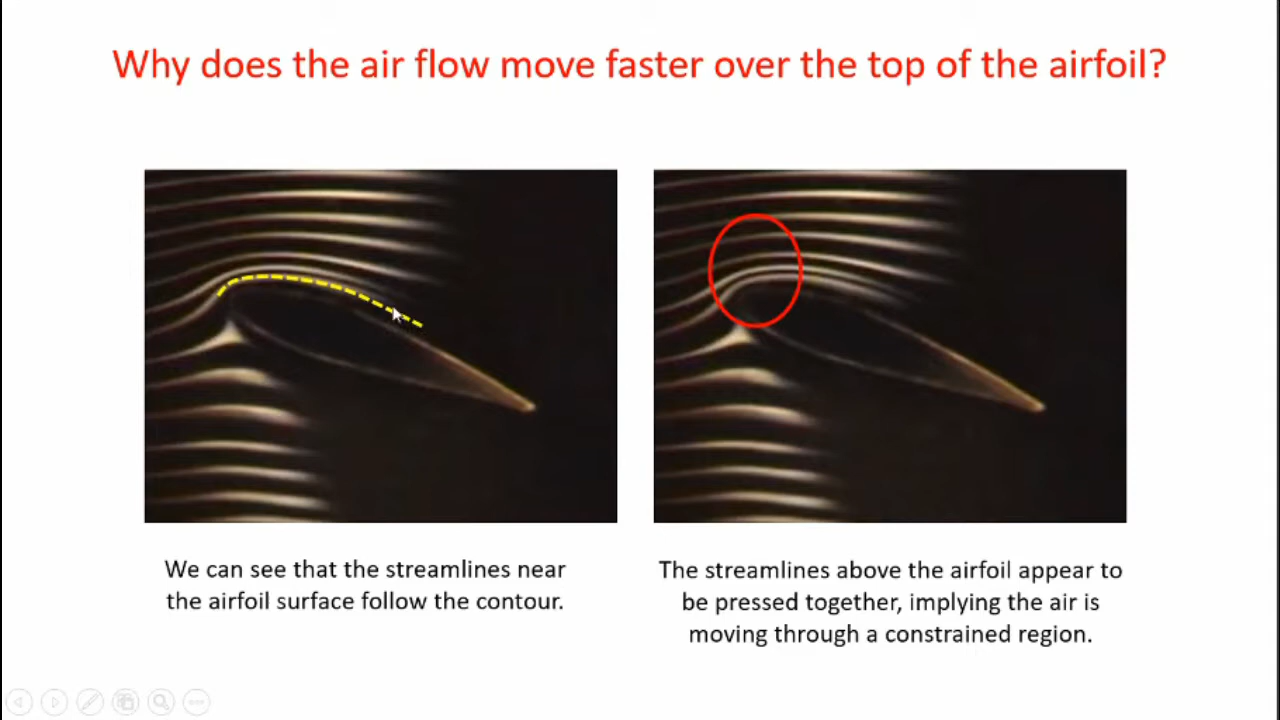 Why does the air flow move faster over the top of the airfoil?
We can see that the streamlines near
the airfoil surface follow the contour.
The streamlines above the airfoil appear to
be pressed together, implying the air is
moving through a constrained region.